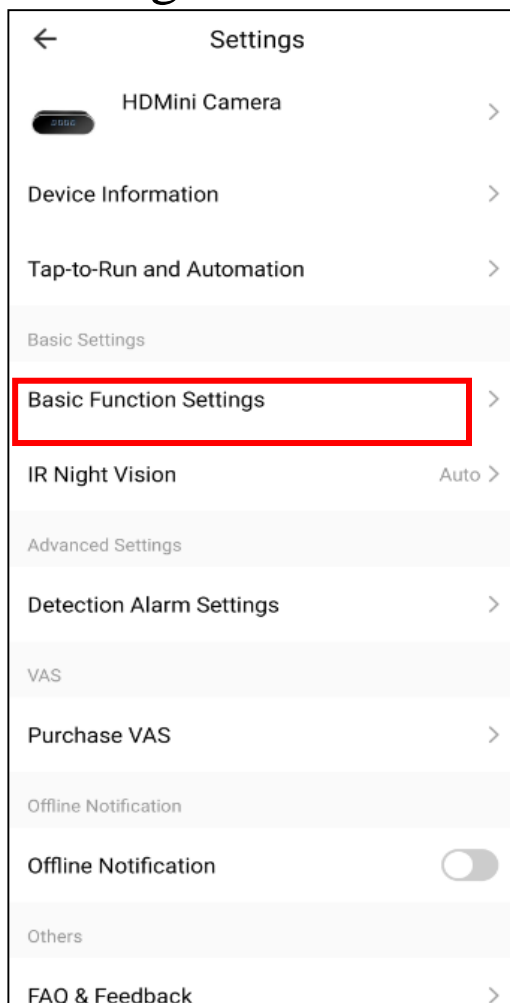 Settings
HDMini Camera
Device Information
Tap-to-Run and Automation
Basic Settings
Basic Function Settings
IR Night Vision Auto
Advanced Settings
Detection Alarm Settings
VAS
Purchase VAS
Offline Notification
Offline Notification
Others
FAQ & Feedback